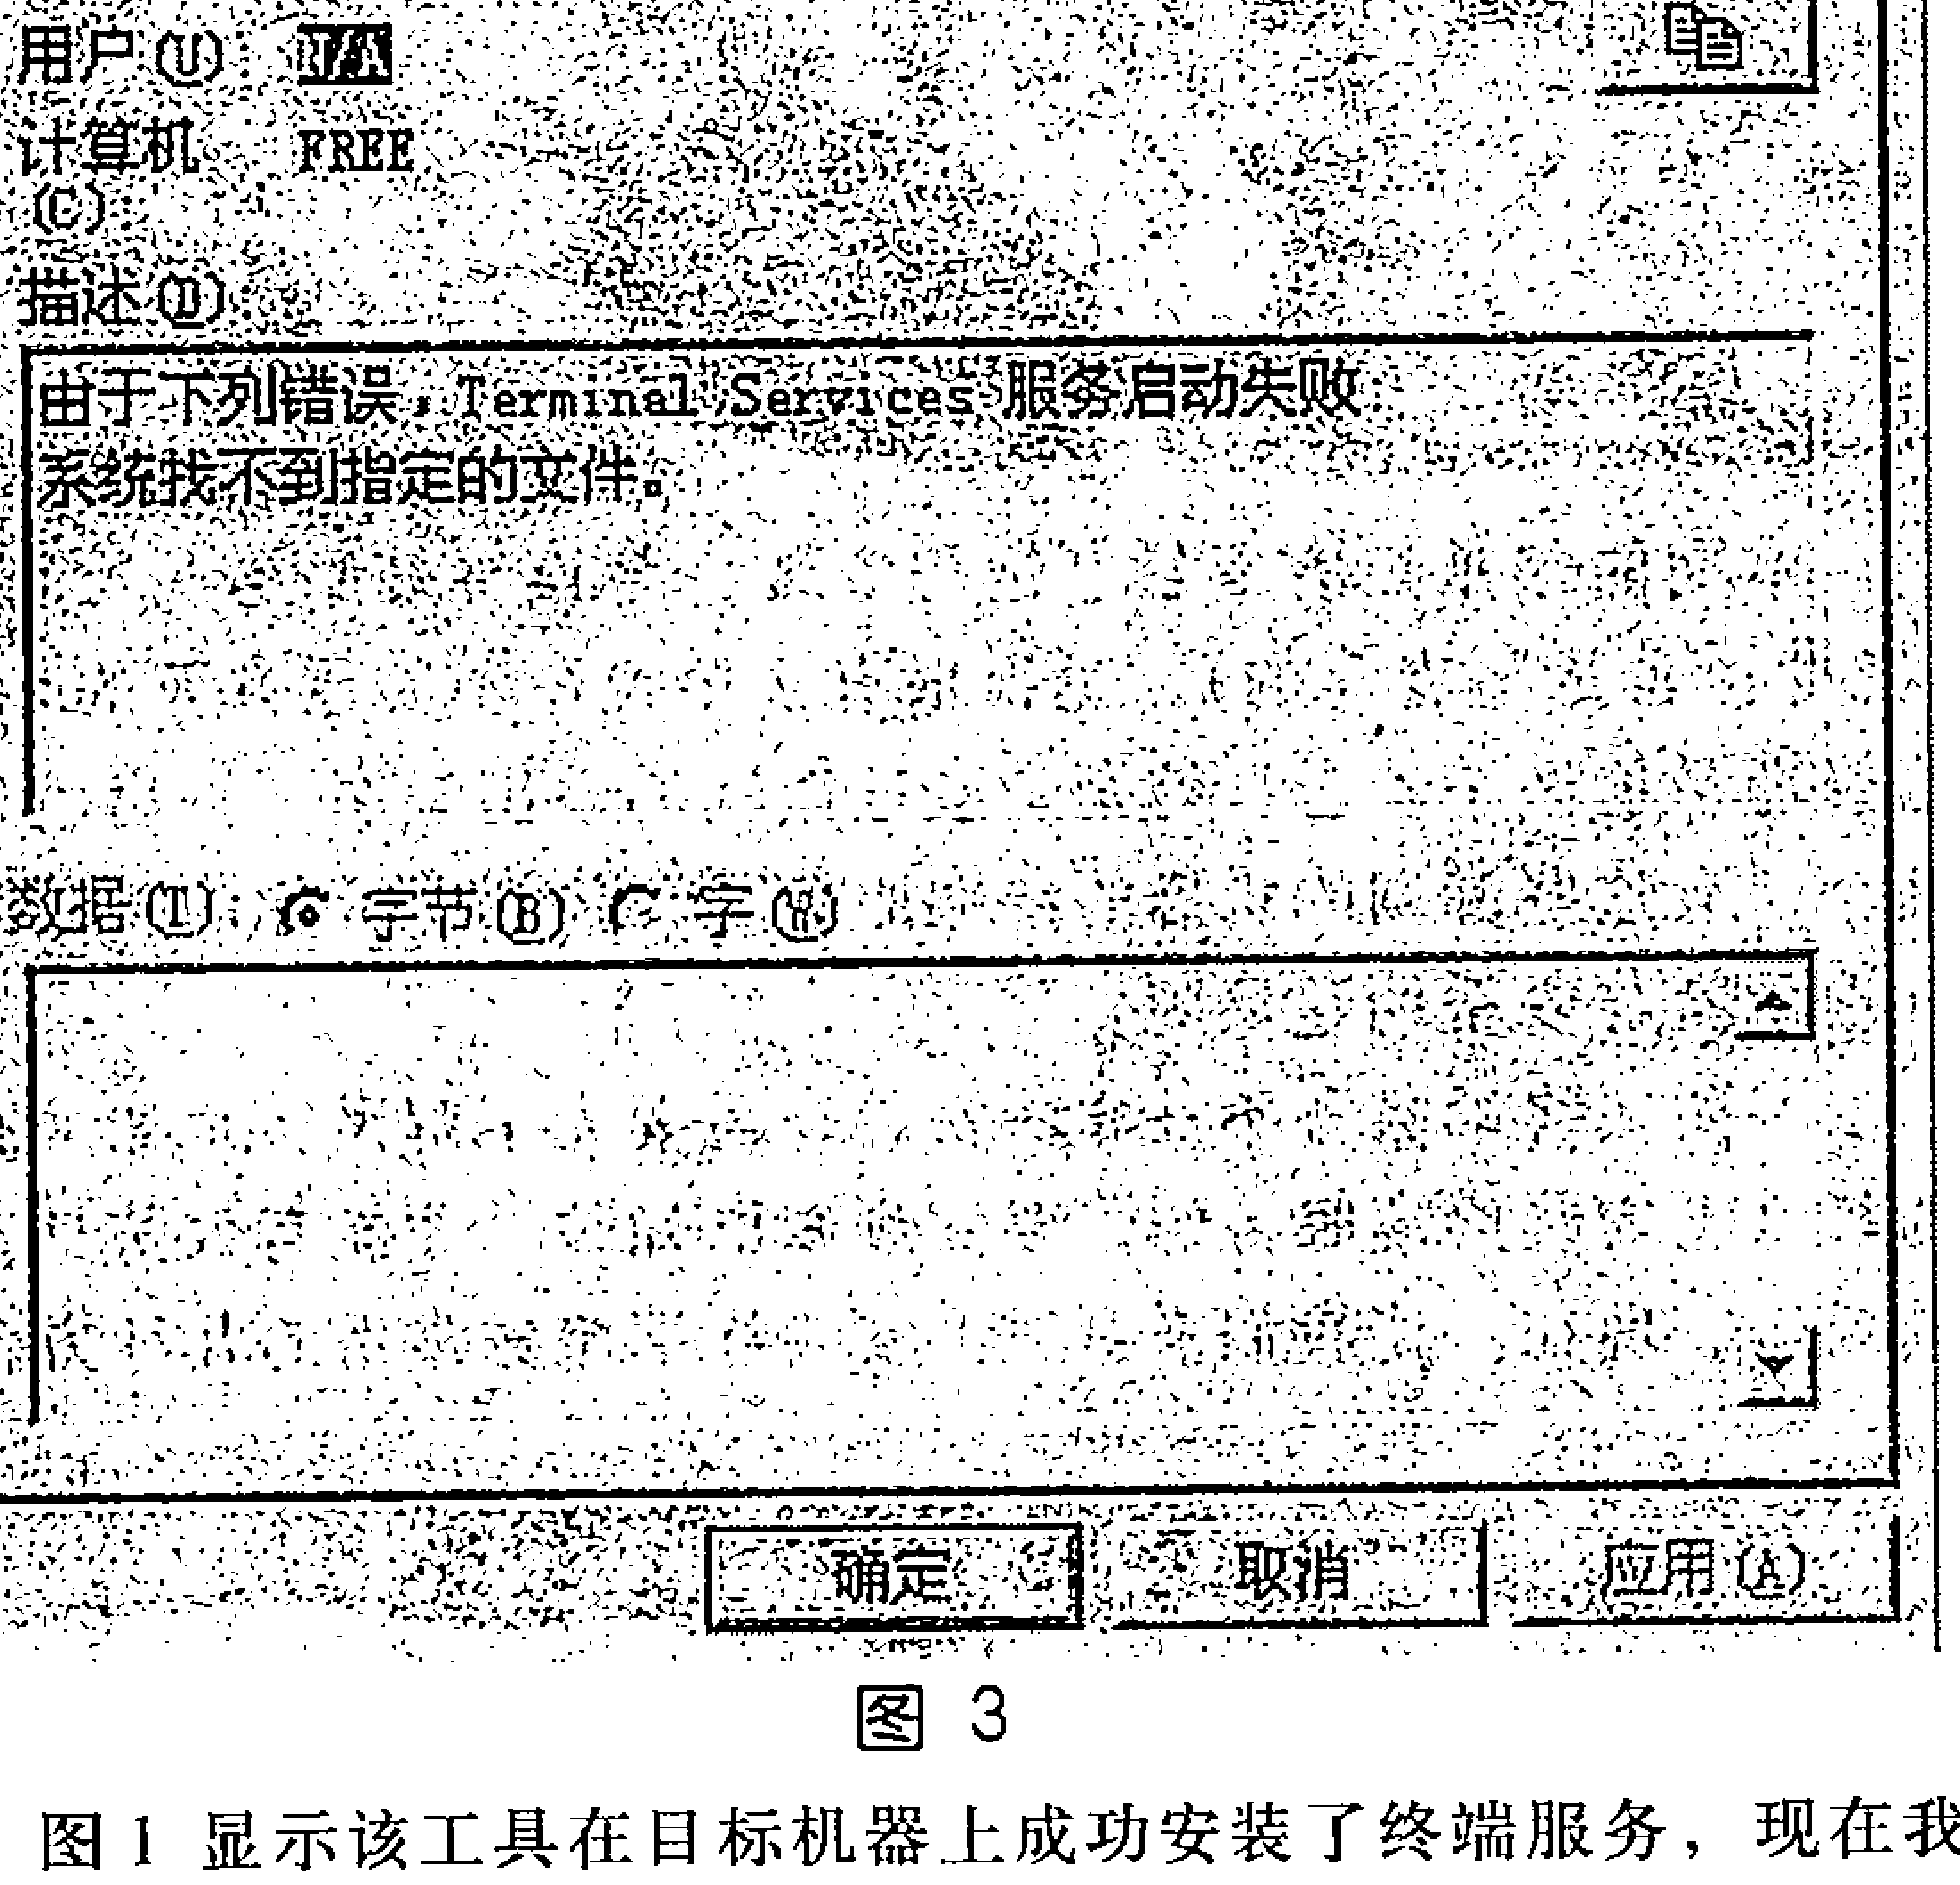 用户(U) N/A
计算机 FREE
(C)
描述(D)
由于下列错误，Terminal Services 服务启动失败
系统找不到指定的文件。
数据(T) 字节(B) 字(W)
确定 取消 应用(A)
图 3
图1 显示该工具在目标机器上成功安装了终端服务，现在我